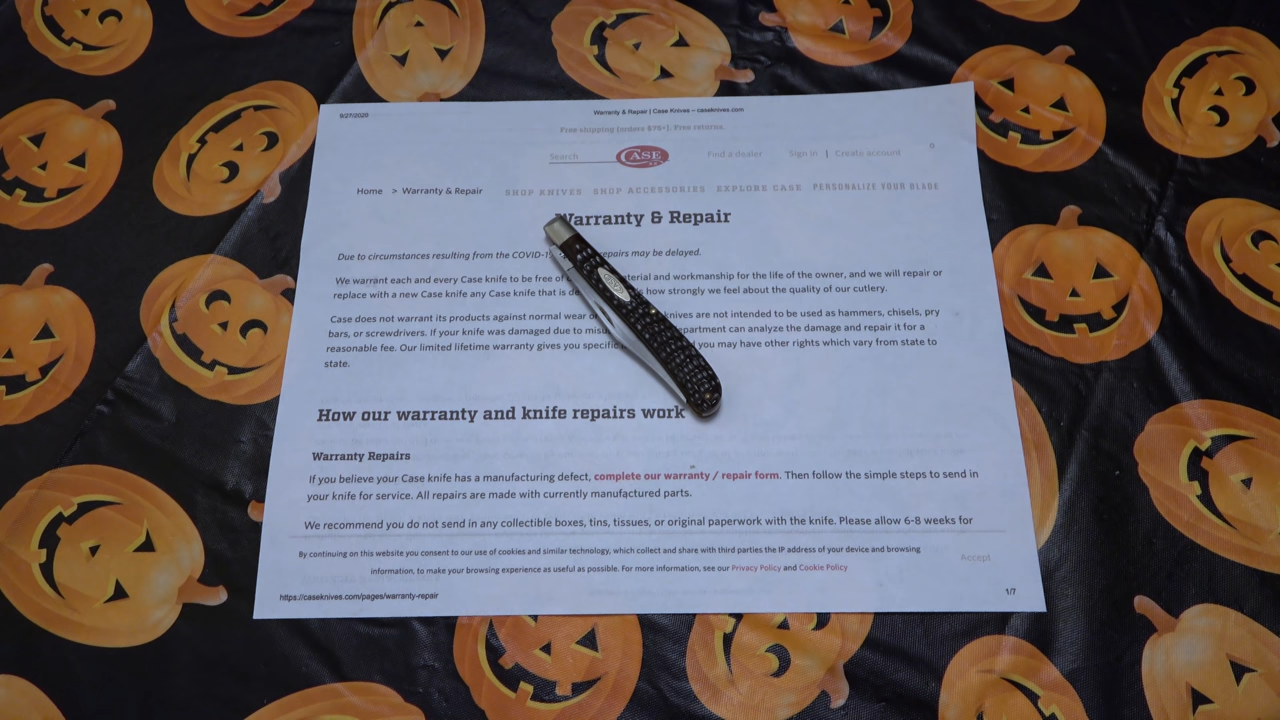 8/27/2020
Warranty & Repair | Case Knives – caseknives.com
Free shipping (orders $75+). Free returns.
Search CASE Find a dealer Sign in | Create account 0
Home > Warranty & Repair SHOP KNIVES SHOP ACCESSORIES EXPLORE CASE PERSONALIZE YOUR BLADE
Warranty & Repair
Due to circumstances resulting from the COVID-1 repairs may be delayed.
We warrant each and every Case knife to be free of material and workmanship for the life of the owner, and we will repair or
replace with a new Case knife any Case knife that is de how strongly we feel about the quality of our cutlery.
Case does not warrant its products against normal wear knives are not intended to be used as hammers, chisels, pry
bars, or screwdrivers. If your knife was damaged due to misu department can analyze the damage and repair it for a
reasonable fee. Our limited lifetime warranty gives you specific you may have other rights which vary from state to
state.
CASE
How our warranty and knife repairs work
Warranty Repairs
If you believe your Case knife has a manufacturing defect, complete our warranty / repair form. Then follow the simple steps to send in
your knife for service. All repairs are made with currently manufactured parts.
We recommend you do not send in any collectible boxes, tins, tissues, or original paperwork with the knife. Please allow 6-8 weeks for
By continuing on this website you consent to our use of cookies and similar technology, which collect and share with third parties the IP address of your device and browsing
information, to make your browsing experience as useful as possible. For more information, see our Privacy Policy and Cookie Policy
Accept
https://caseknives.com/pages/warranty-repair
1/7